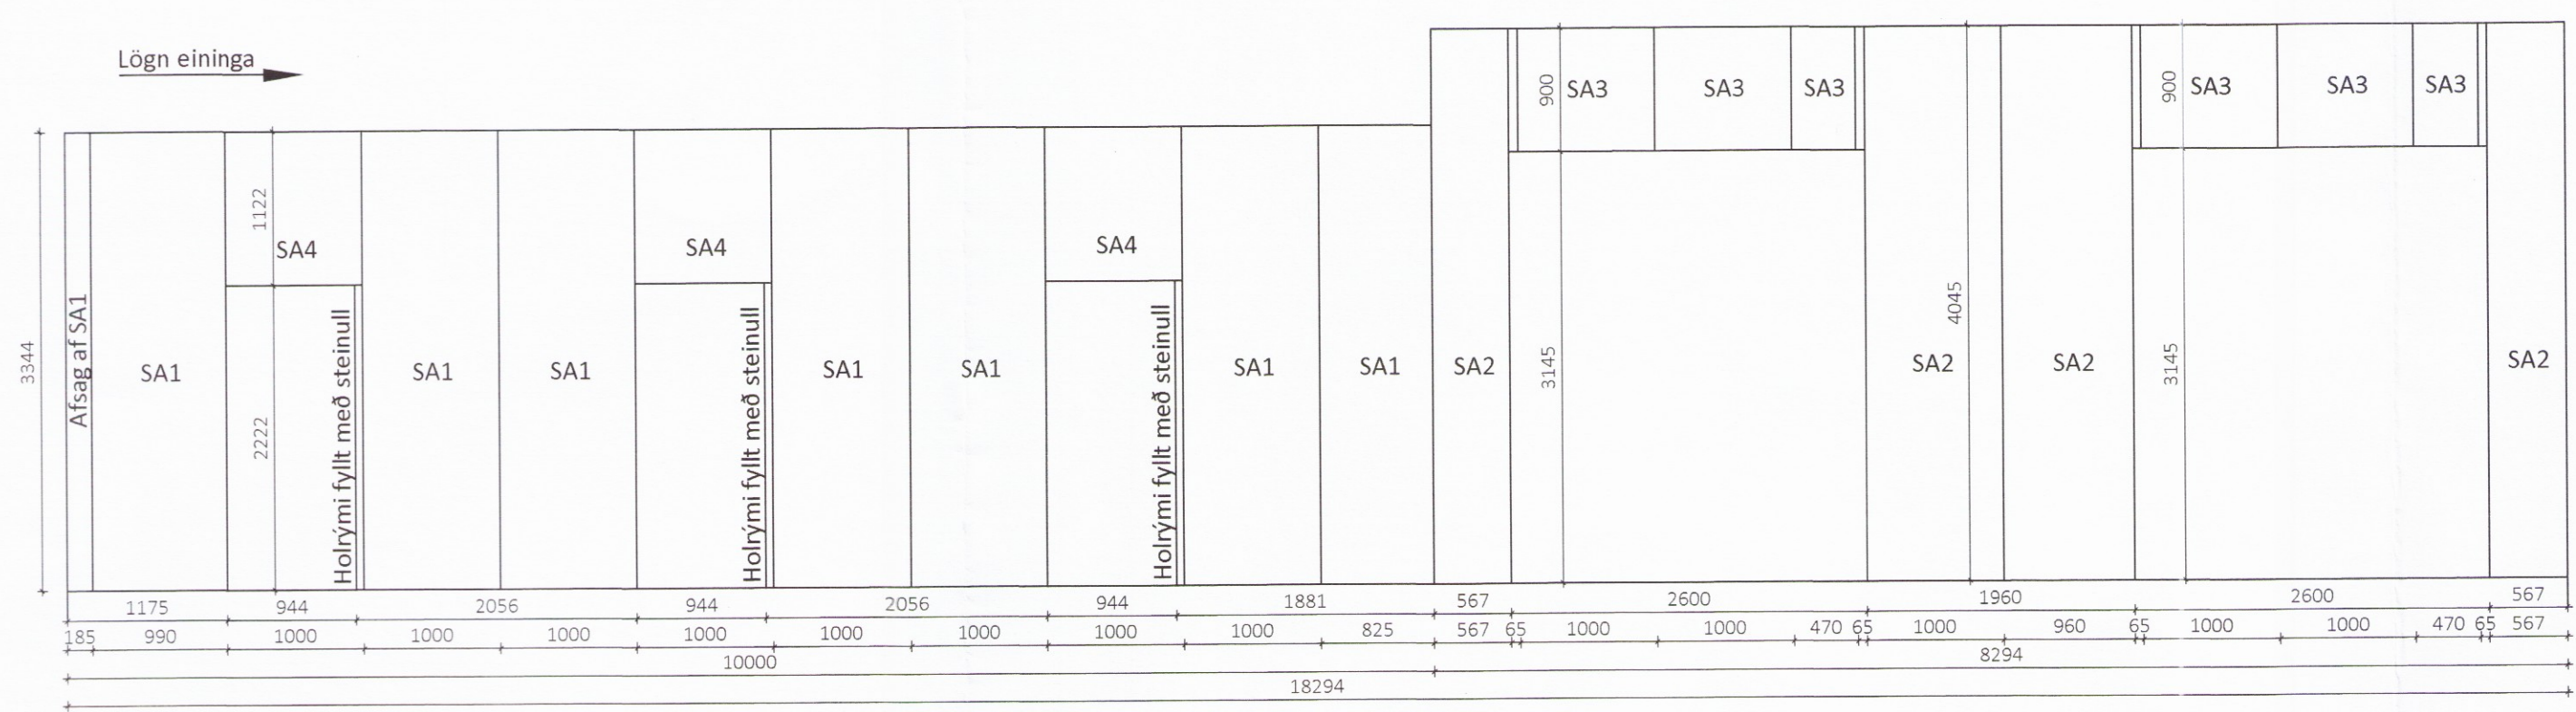 Lögn eininga
900
SA3
SA3
SA3
900
SA3
SA3
SA3
1122
SA4
SA4
SA4
3344
Afsag af SA1
SA1
2222
Holrými fyllt með steinull
SA1
SA1
Holrými fyllt með steinull
SA1
SA1
Holrými fyllt með steinull
SA1
SA1
SA2
3145
4045
SA2
SA2
3145
SA2
1175 944 2056 944 2056 944 1881 567 2600 1960 2600 567
185 990 1000 1000 1000 1000 1000 1000 1000 1000 825 567 65 1000 1000 470 65 1000 960 65 1000 1000 470 65 567
10000 8294
18294